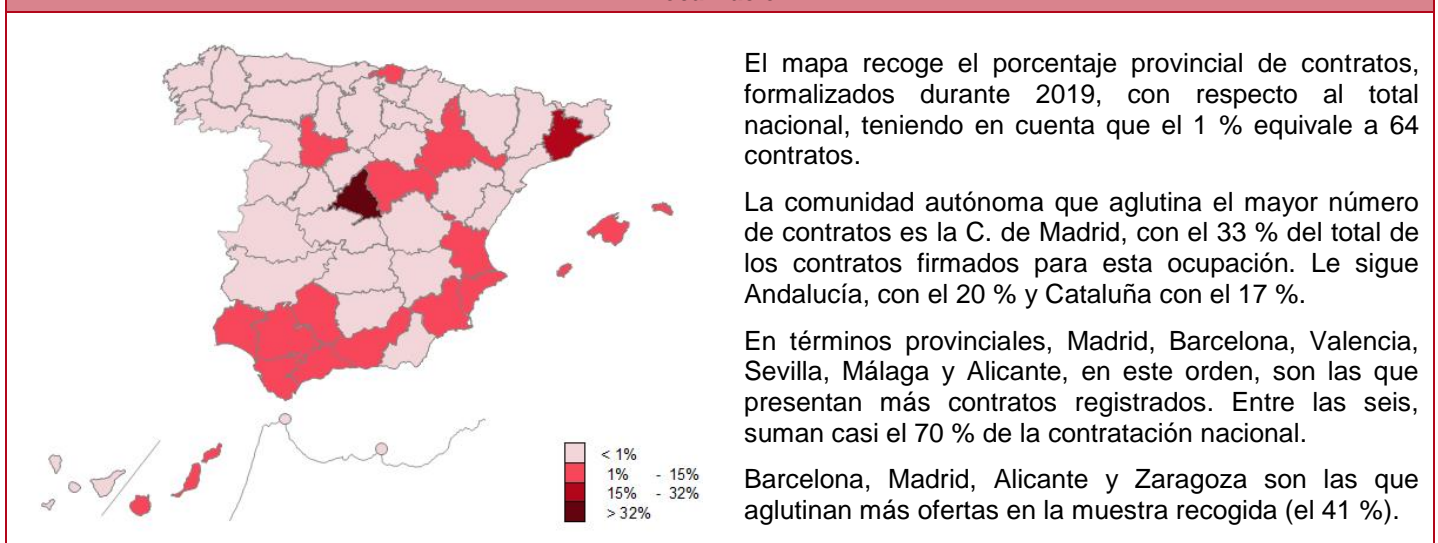 El mapa recoge el porcentaje provincial de contratos,
formalizados durante 2019, con respecto al total
nacional, teniendo en cuenta que el 1 % equivale a 64
contratos.
La comunidad autónoma que aglutina el mayor número
de contratos es la C. de Madrid, con el 33 % del total de
los contratos firmados para esta ocupación. Le sigue
Andalucía, con el 20 % y Cataluña con el 17 %.
En términos provinciales, Madrid, Barcelona, Valencia,
Sevilla, Málaga y Alicante, en este orden, son las que
presentan más contratos registrados. Entre las seis,
suman casi el 70 % de la contratación nacional.
Barcelona, Madrid, Alicante y Zaragoza son las que
aglutinan más ofertas en la muestra recogida (el 41 %).
< 1%
1% - 15%
15% - 32%
> 32%